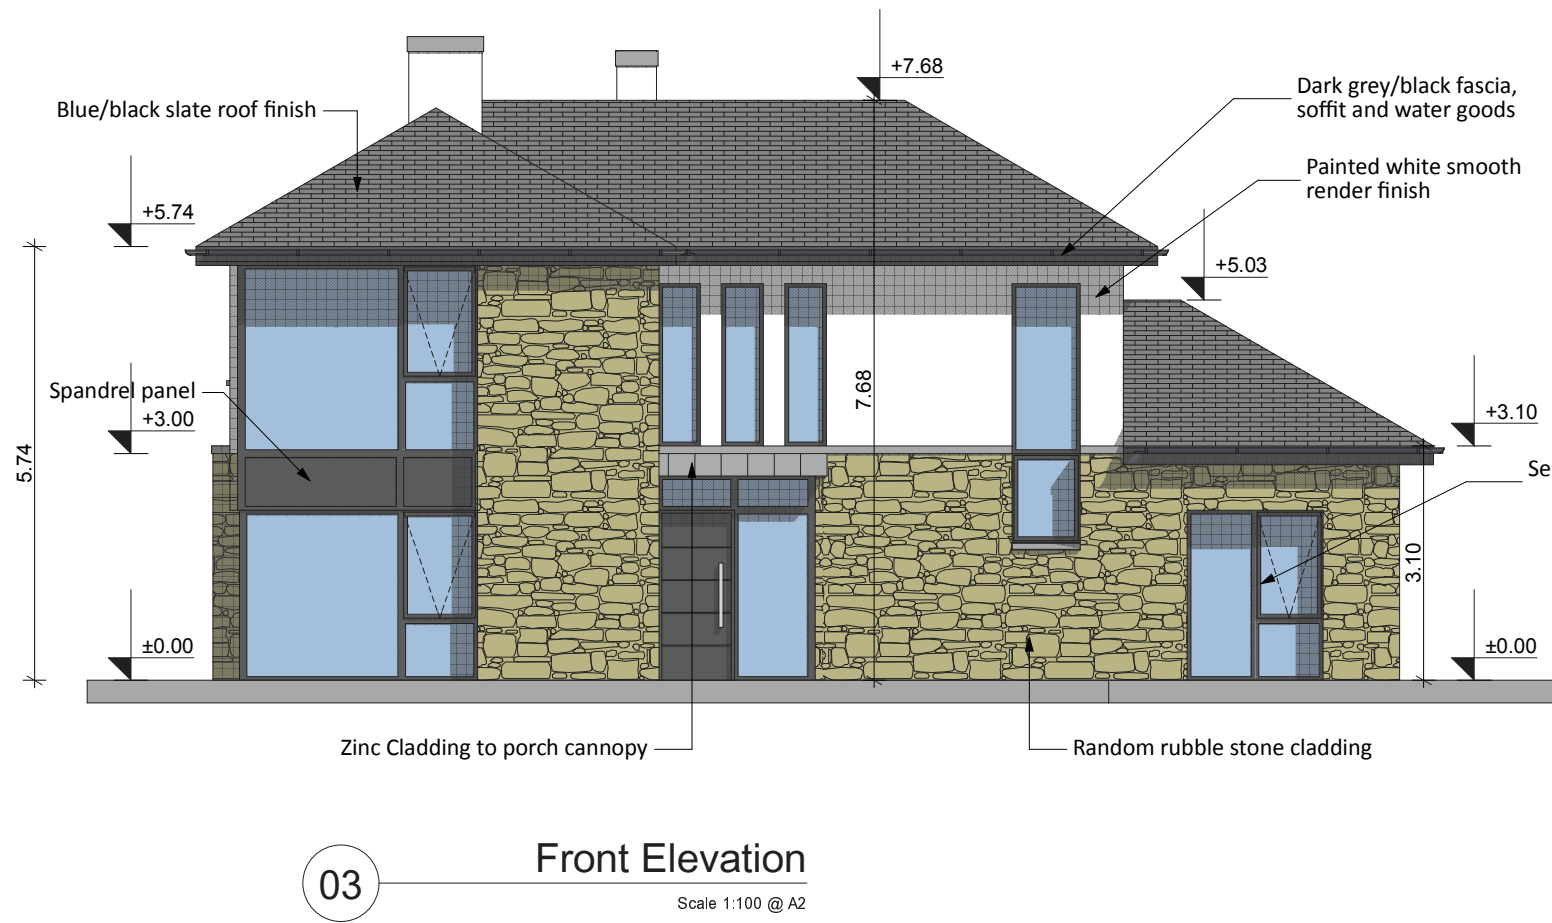 +7.68
Dark grey/black fascia,
soffit and water goods
Blue/black slate roof finish
Painted white smooth
render finish
+5.74
+5.03
Spandrel panel
+3.00
7.68
+3.10
5.74
Se
3.10
±0.00
±0.00
Zinc Cladding to porch cannopy
Random rubble stone cladding
03
Front Elevation
Scale 1:100 @ A2